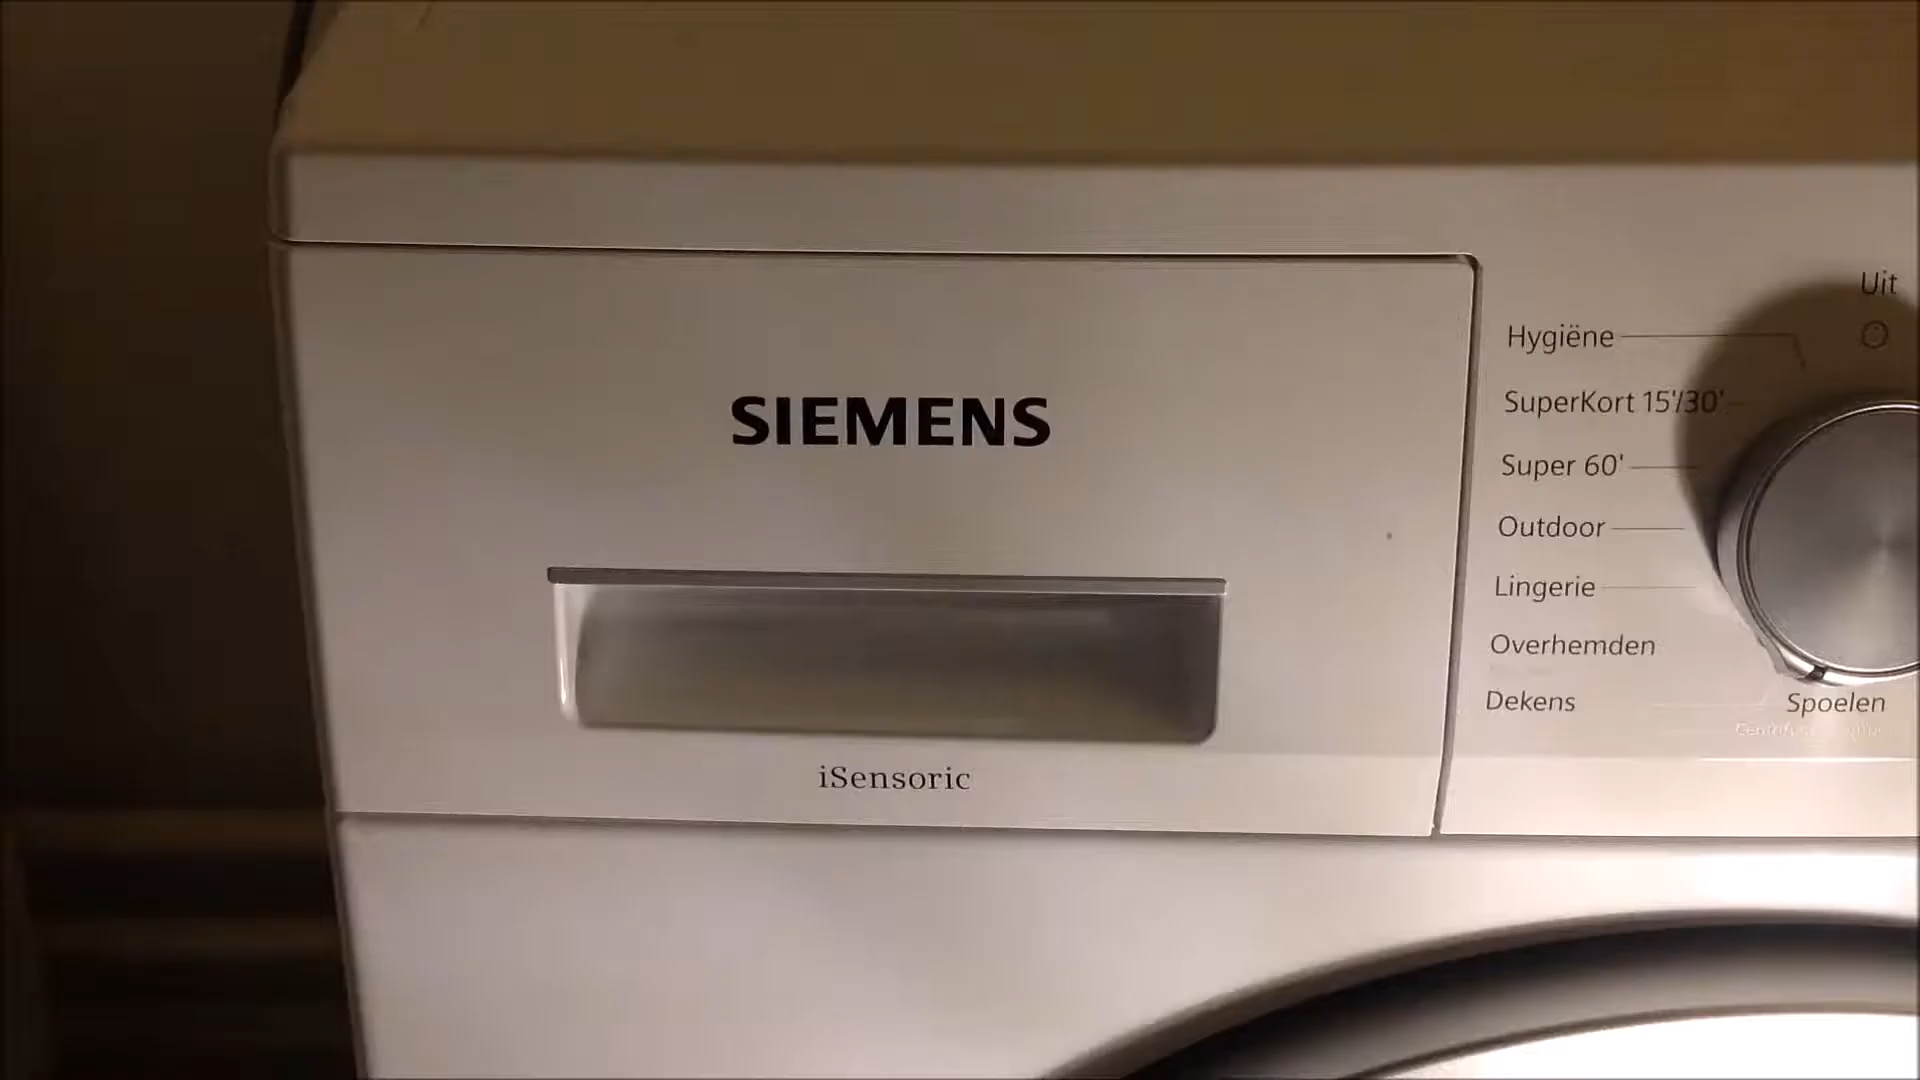 SIEMENS
iSensoric
Uit
Hygiëne
SuperKort 15'/30'
Super 60'
Outdoor
Lingerie
Overhemden
Dekens
Spoelen